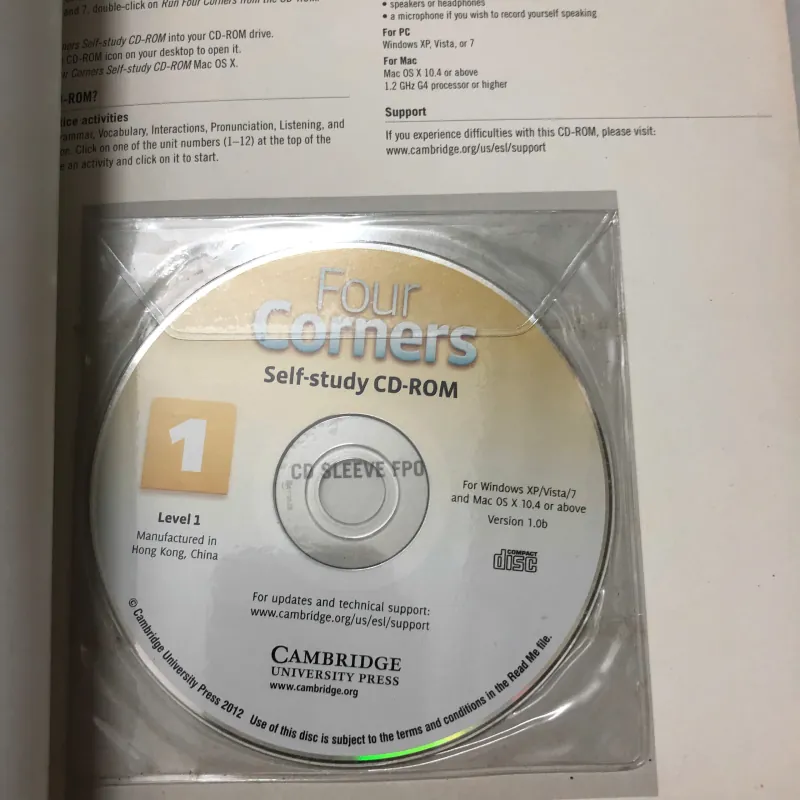 and 7, double-click on Run Four Corners from the
Self-study CD-ROM into your CD-ROM drive.
CD-ROM icon on your desktop to open it.
Corners Self-study CD-ROM Mac OS X.
CD-ROM?
activities
Vocabulary, Interactions, Pronunciation, Listening, and
Click on one of the unit numbers (1–12) at the top of the
an activity and click on it to start.
• speakers or headphones
• a microphone if you wish to record yourself speaking
For PC
Windows XP, Vista, or 7
For Mac
Mac OS X 10.4 or above
1.2 GHz G4 processor or higher
Support
If you experience difficulties with this CD-ROM, please visit:
www.cambridge.org/us/esl/support
Four
Corners
Self-study CD-ROM
1
Level 1
Manufactured in
Hong Kong, China
CD SLEEVE FPO
For Windows XP/Vista/7
and Mac OS X 10.4 or above
Version 1.0b
COMPACT
disc
For updates and technical support:
www.cambridge.org/us/esl/support
CAMBRIDGE
UNIVERSITY PRESS
www.cambridge.org
© Cambridge University Press 2012 Use of this disc is subject to the terms and conditions in the Read Me file.